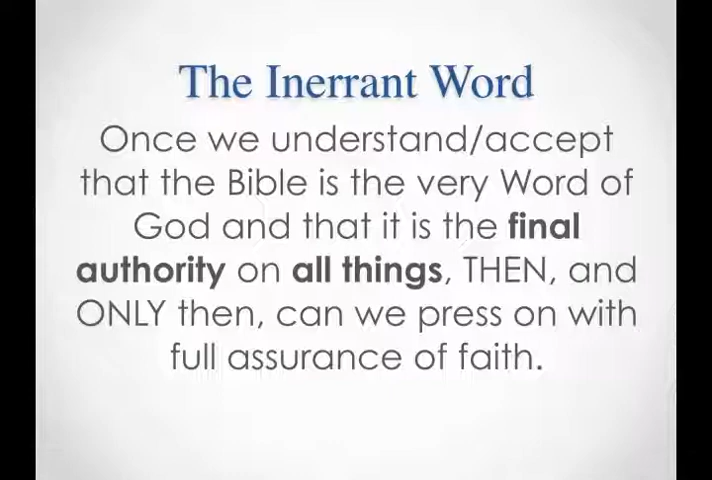 The Inerrant Word
Once we understand/accept
that the Bible is the very Word of
God and that it is the final
authority on all things, THEN, and
ONLY then, can we press on with
full assurance of faith.